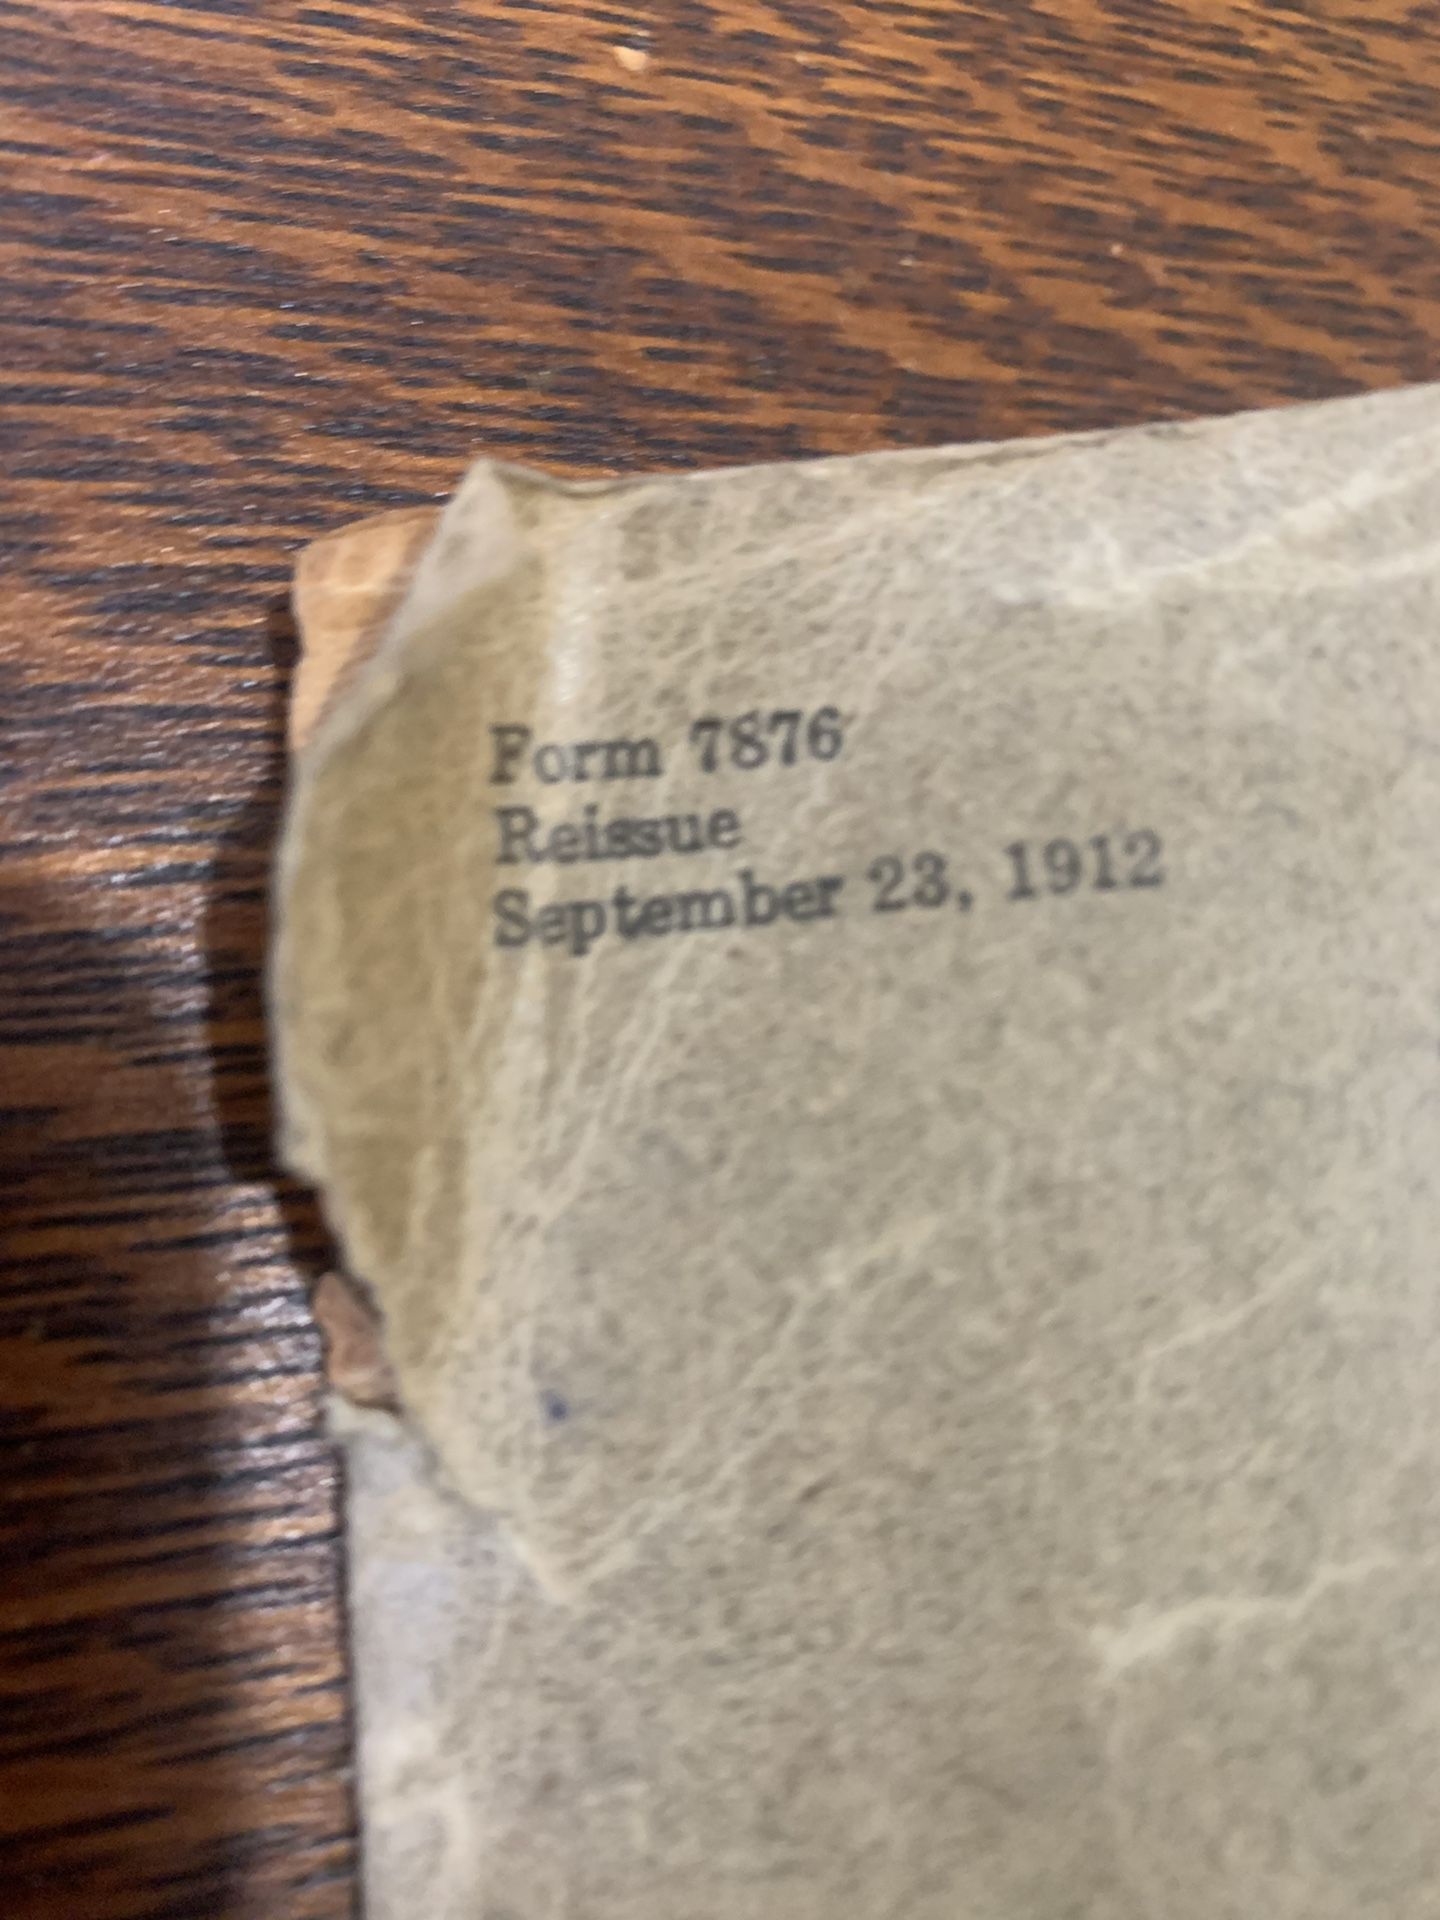 Form 7876
Reissue
September 23, 1912